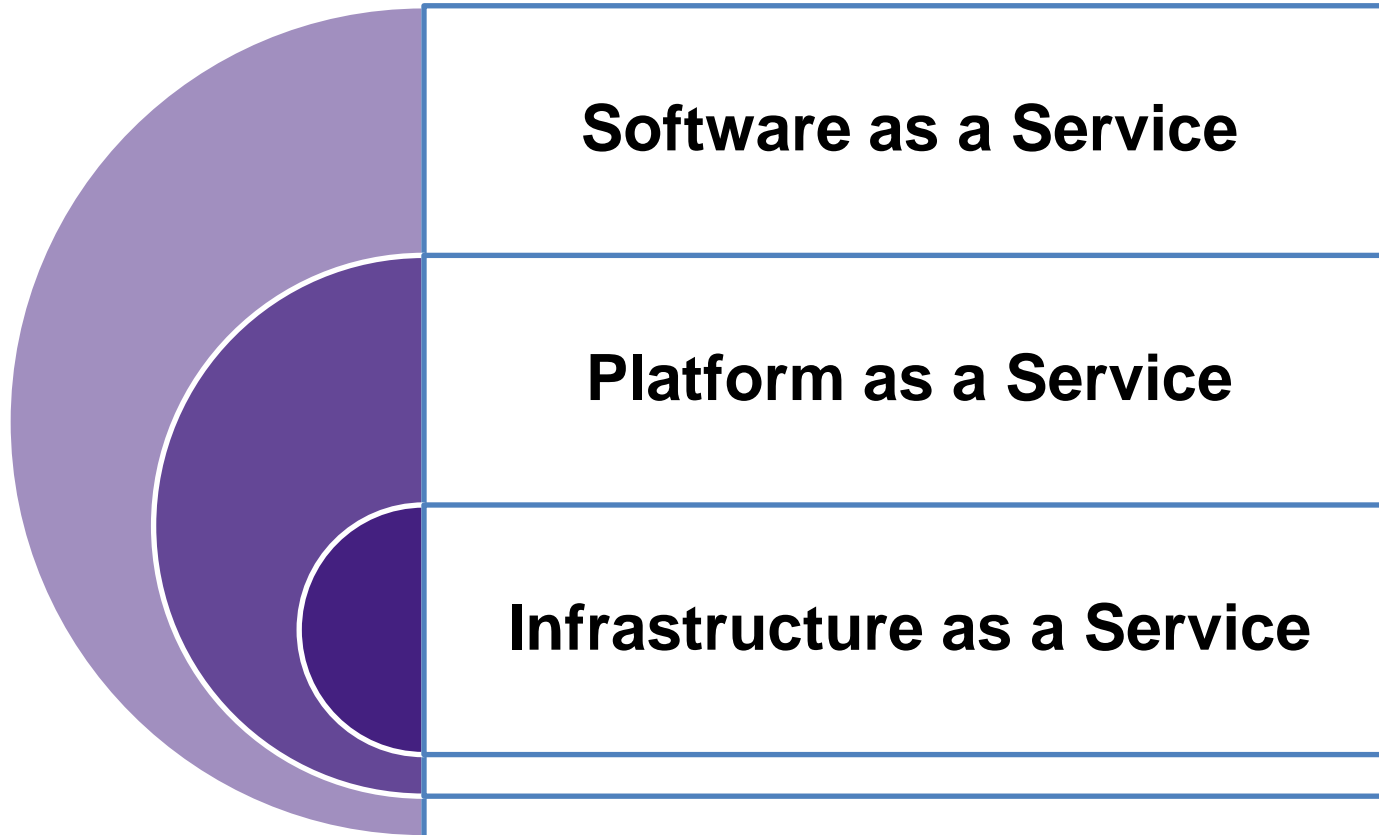 Software as a Service
Platform as a Service
Infrastructure as a Service